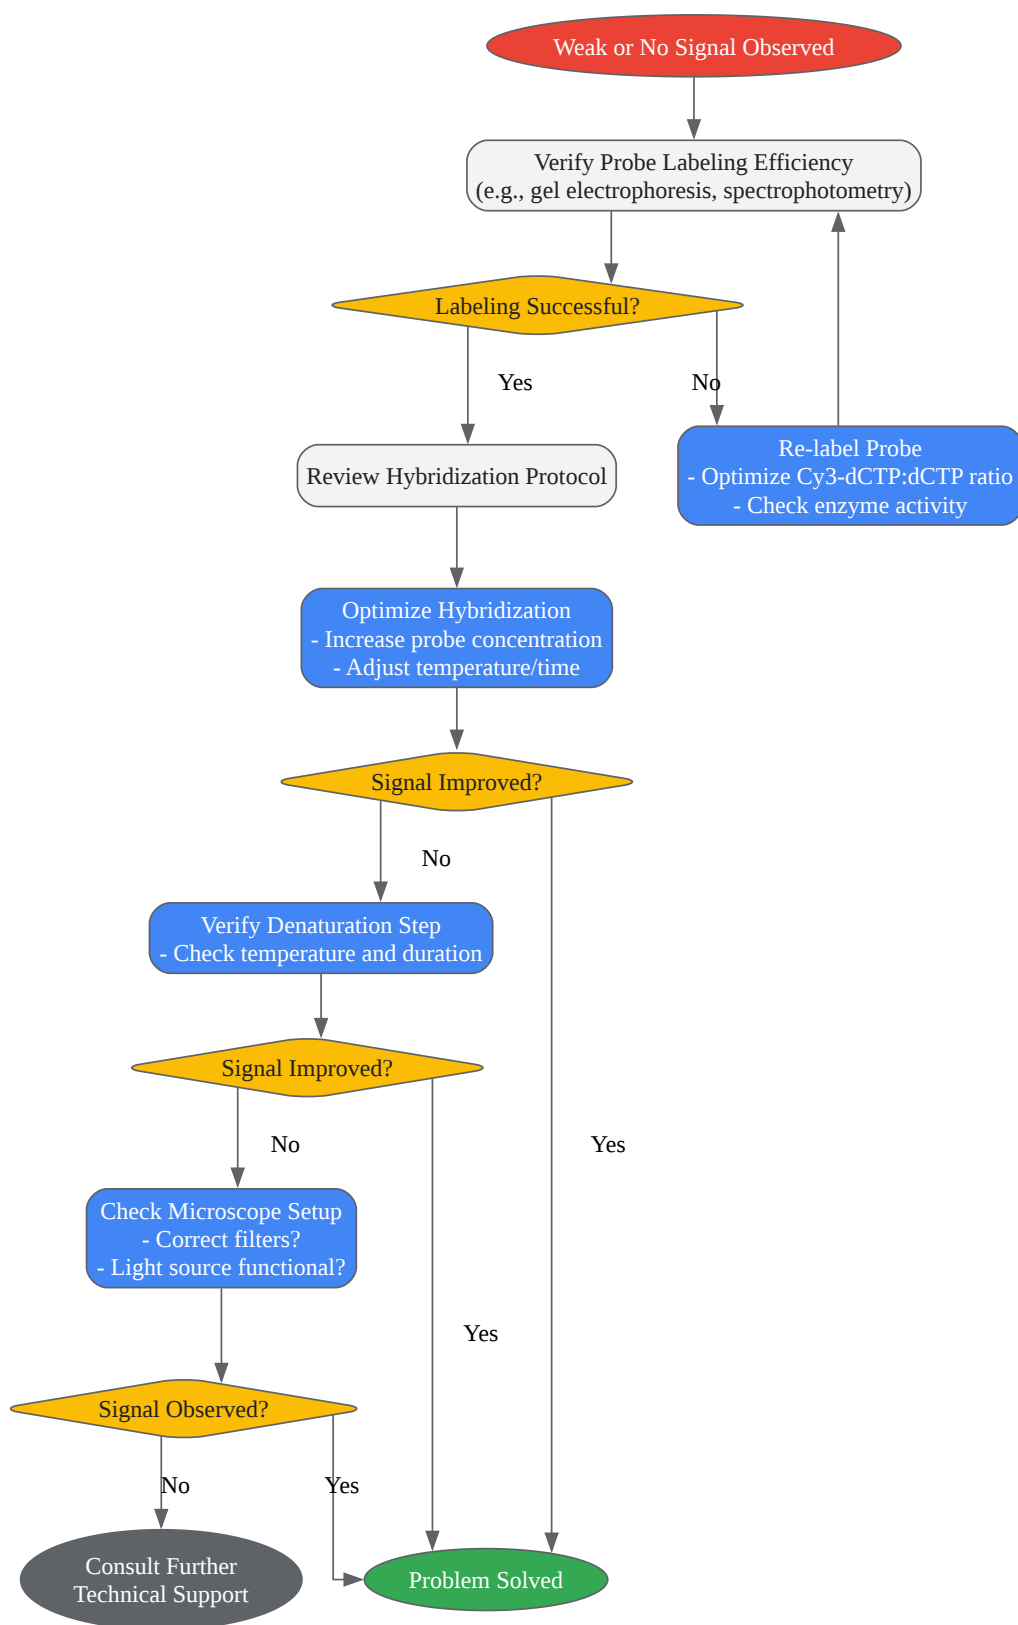 Weak or No Signal Observed
Verify Probe Labeling Efficiency
(e.g., gel electrophoresis, spectrophotometry)
Labeling Successful?
Yes
No
Review Hybridization Protocol
Re-label Probe
- Optimize Cy3-dCTP:dCTP ratio
- Check enzyme activity
Optimize Hybridization
- Increase probe concentration
- Adjust temperature/time
Signal Improved?
No
Verify Denaturation Step
- Check temperature and duration
Signal Improved?
No
Yes
Check Microscope Setup
- Correct filters?
- Light source functional?
Yes
Signal Observed?
No
Yes
Consult Further
Technical Support
Problem Solved